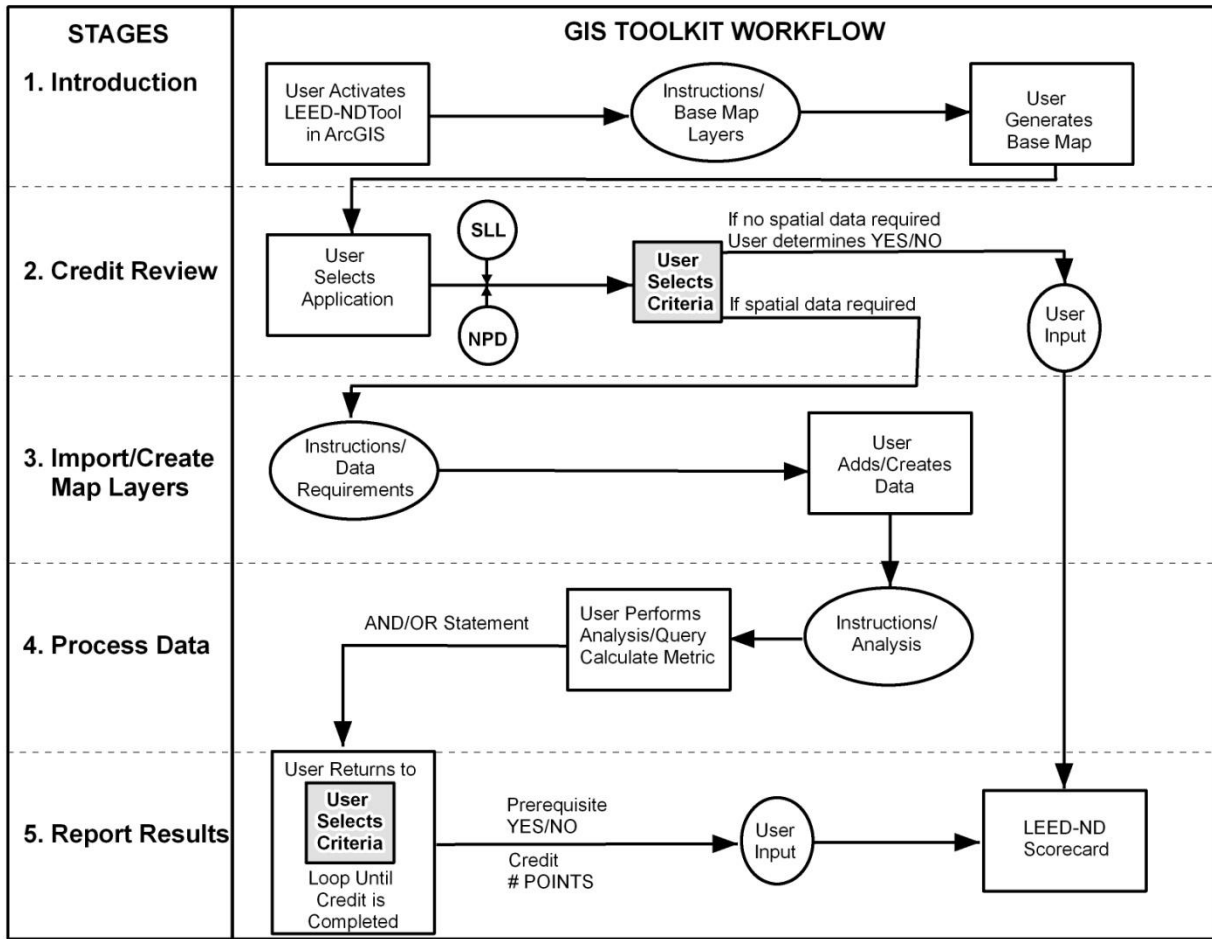 STAGES
GIS TOOLKIT WORKFLOW
1. Introduction
User Activates
LEED-NDTool
in ArcGIS
Instructions/
Base Map
Layers
User
Generates
Base Map
2. Credit Review
User
Selects
Application
SLL
NPD
User
Selects
Criteria
If no spatial data required
User determines YES/NO
If spatial data required
User
Input
3. Import/Create
Map Layers
Instructions/
Data
Requirements
User
Adds/Creates
Data
4. Process Data
AND/OR Statement
User Performs
Analysis/Query
Calculate Metric
Instructions/
Analysis
5. Report Results
User Returns to
User
Selects
Criteria
Loop Until
Credit is
Completed
Prerequisite
YES/NO
Credit
# POINTS
User
Input
LEED-ND
Scorecard